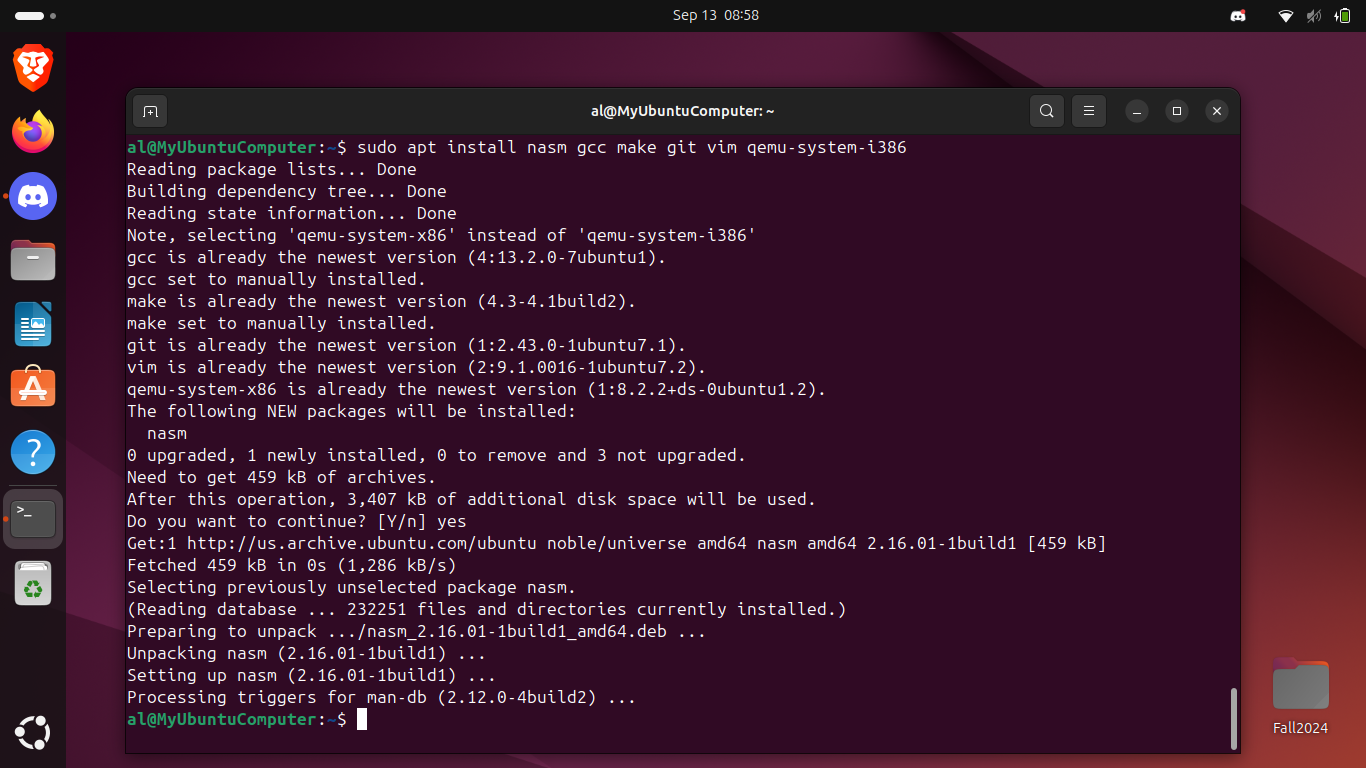 Sep 13 08:58
al@MyUbuntuComputer: ~
al@MyUbuntuComputer:~$ sudo apt install nasm gcc make git vim qemu-system-i386
Reading package lists... Done
Building dependency tree... Done
Reading state information... Done
Note, selecting 'qemu-system-x86' instead of 'qemu-system-i386'
gcc is already the newest version (4:13.2.0-7ubuntu1).
gcc set to manually installed.
make is already the newest version (4.3-4.1build2).
make set to manually installed.
git is already the newest version (1:2.43.0-1ubuntu7.1).
vim is already the newest version (2:9.1.0016-1ubuntu7.2).
qemu-system-x86 is already the newest version (1:8.2.2+ds-0ubuntu1.2).
The following NEW packages will be installed:
  nasm
0 upgraded, 1 newly installed, 0 to remove and 3 not upgraded.
Need to get 459 kB of archives.
After this operation, 3,407 kB of additional disk space will be used.
Do you want to continue? [Y/n] yes
Get:1 http://us.archive.ubuntu.com/ubuntu noble/universe amd64 nasm amd64 2.16.01-1build1 [459 kB]
Fetched 459 kB in 0s (1,286 kB/s)
Selecting previously unselected package nasm.
(Reading database ... 232251 files and directories currently installed.)
Preparing to unpack .../nasm_2.16.01-1build1_amd64.deb ...
Unpacking nasm (2.16.01-1build1) ...
Setting up nasm (2.16.01-1build1) ...
Processing triggers for man-db (2.12.0-4build2) ...
al@MyUbuntuComputer:~$
Fall2024